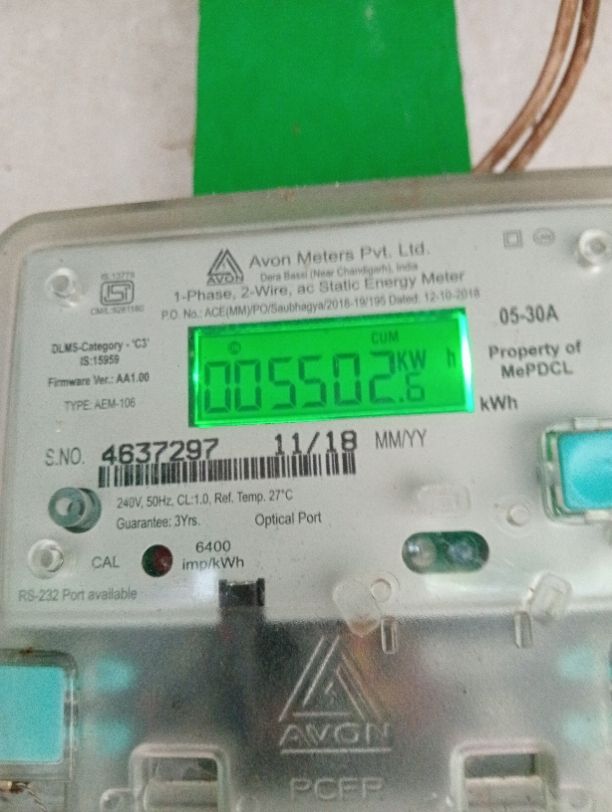 Avon Meters Pvt. Ltd.
AVON
Dera Bassi (Near Chandigarh), India
1-Phase, 2-Wire, ac Static Energy Meter
P.O. No.: ACE(MM)/PO/Saubhagya/2018-19/195 Dated: 12-10-2018
IS:13779
ISI
DLMS-Category - 'C3'
IS:15959
Firmware Ver.: AA1.00
TYPE: AEM-106
CUM
005502.6 KW h
kWh
05-30A
Property of
MePDCL
S.NO. 4637297 11/18 MM/YY
240V, 50Hz, CL:1.0, Ref. Temp. 27°C
Guarantee: 3Yrs. Optical Port
CAL 6400
imp/kWh
RS-232 Port available
AVON